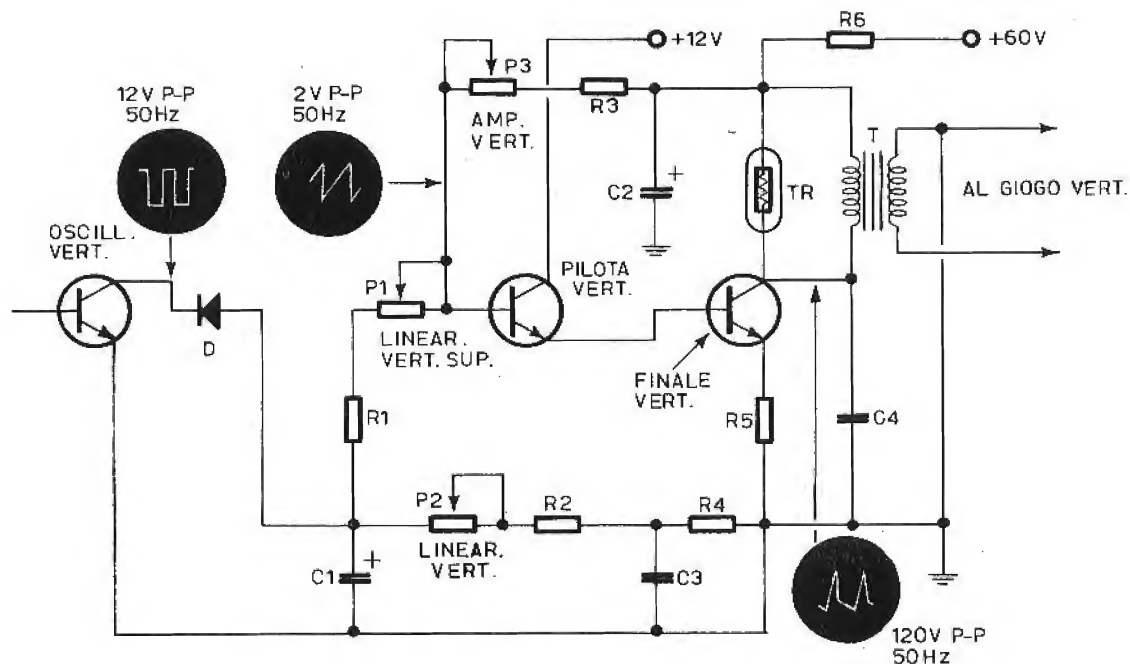 R6
+12V
+60V
P3
12V P-P
50Hz
2V P-P
50Hz
R3
AMP.
VERT.
T
C2
+
TR
AL GIOGO VERT.
OSCILL.
VERT.
PILOTA
VERT.
P1
D
LINEAR.
VERT. SUP.
FINALE
VERT.
R1
R5
C4
P2
R2
R4
LINEAR.
VERT.
C1
+
C3
120V P-P
50Hz